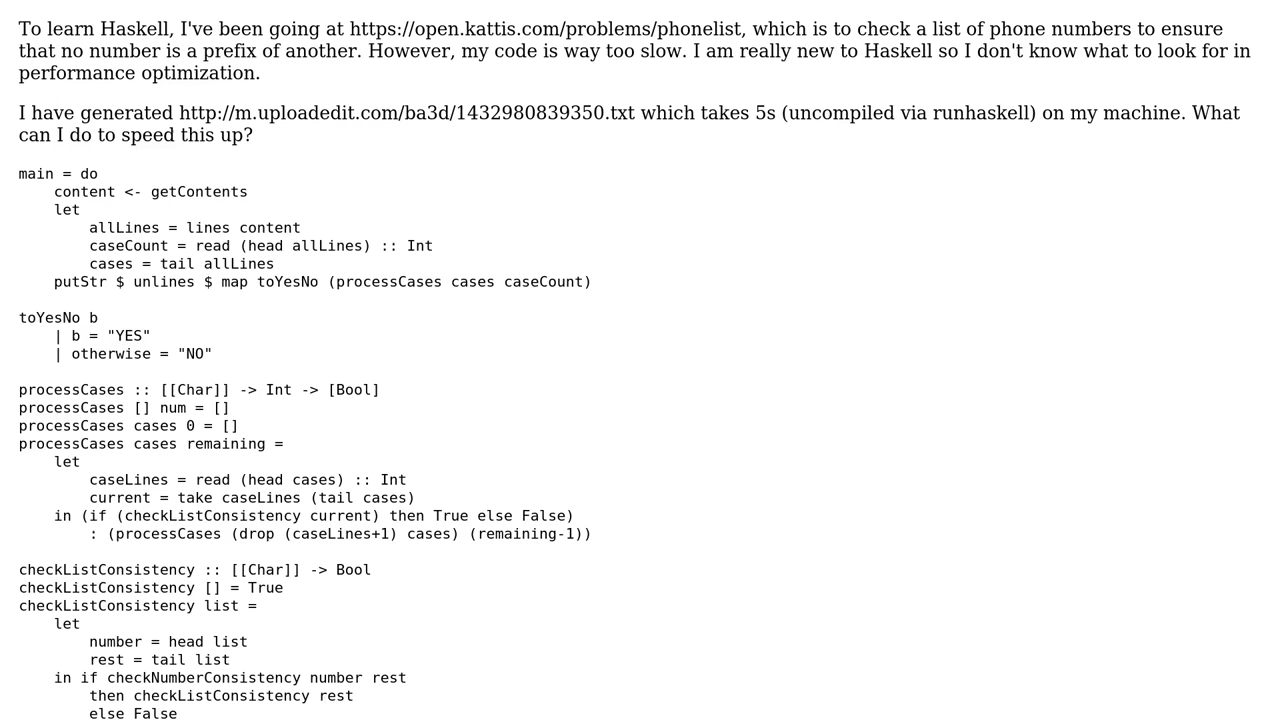 To learn Haskell, I've been going at https://open.kattis.com/problems/phonelist, which is to check a list of phone numbers to ensure
that no number is a prefix of another. However, my code is way too slow. I am really new to Haskell so I don't know what to look for in
performance optimization.
I have generated http://m.uploadedit.com/ba3d/1432980839350.txt which takes 5s (uncompiled via runhaskell) on my machine. What
can I do to speed this up?
main = do
    content <- getContents
    let
        allLines = lines content
        caseCount = read (head allLines) :: Int
        cases = tail allLines
    putStr $ unlines $ map toYesNo (processCases cases caseCount)
toYesNo b
    | b = "YES"
    | otherwise = "NO"
processCases :: [[Char]] -> Int -> [Bool]
processCases [] num = []
processCases cases 0 = []
processCases cases remaining =
    let
        caseLines = read (head cases) :: Int
        current = take caseLines (tail cases)
    in (if (checkListConsistency current) then True else False)
        : (processCases (drop (caseLines+1) cases) (remaining-1))
checkListConsistency :: [[Char]] -> Bool
checkListConsistency [] = True
checkListConsistency list =
    let
        number = head list
        rest = tail list
    in if checkNumberConsistency number rest
        then checkListConsistency rest
        else False